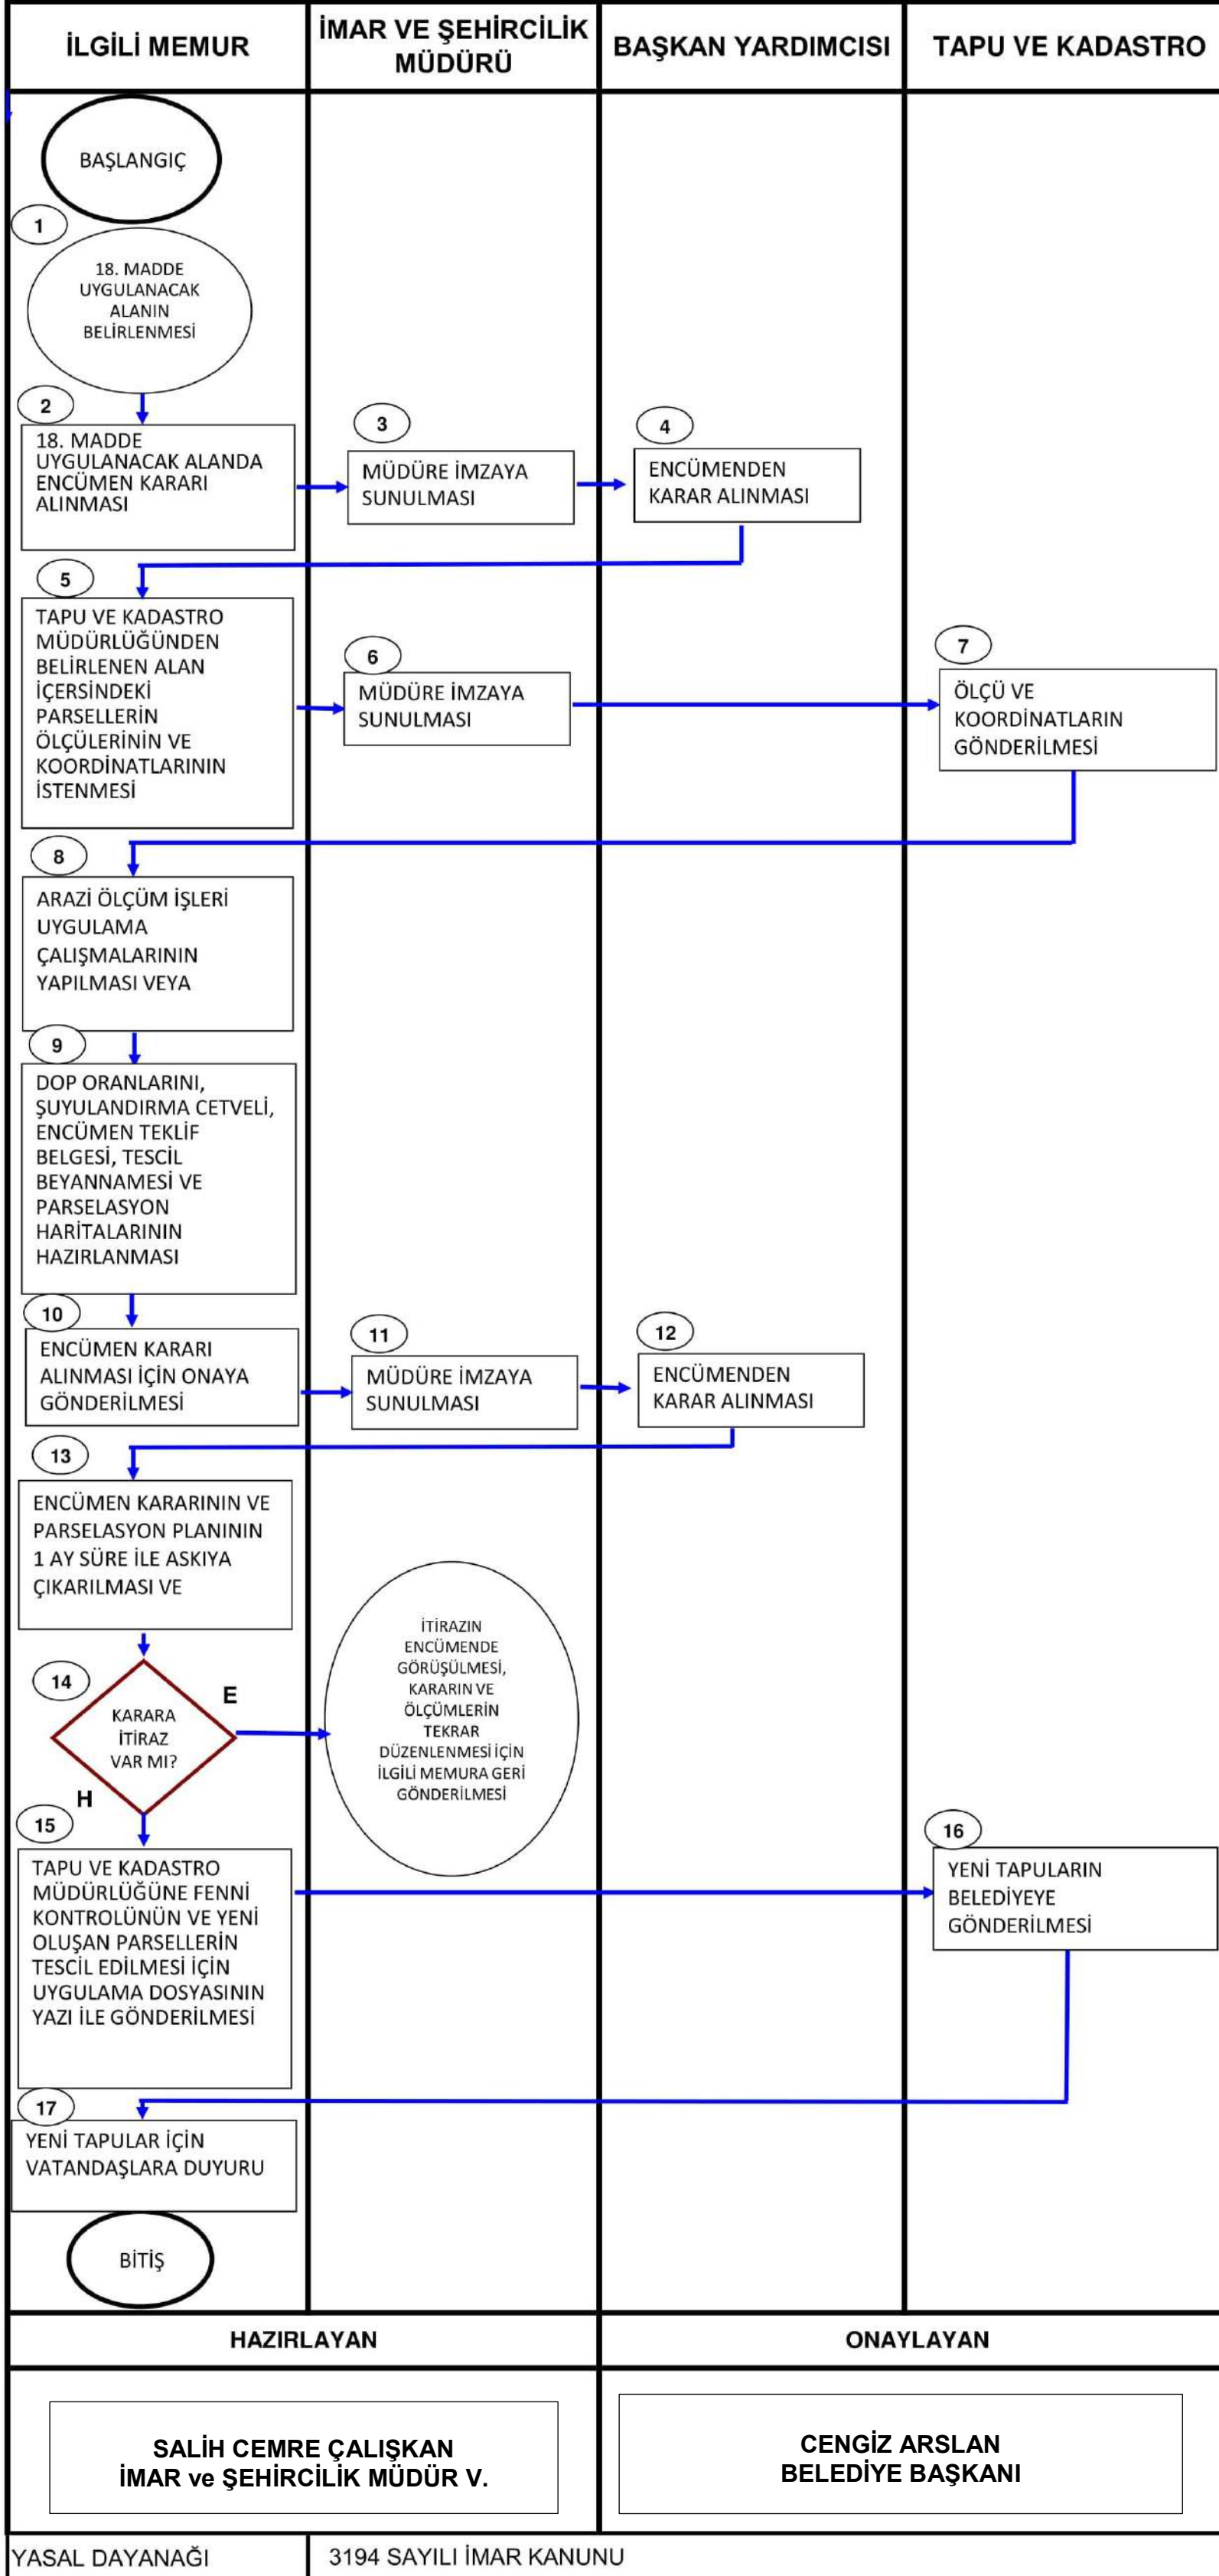 İLGİLİ MEMUR
İMAR VE ŞEHİRCİLİK
MÜDÜRÜ
BAŞKAN YARDIMCISI
TAPU VE KADASTRO
BAŞLANGIÇ
1
18. MADDE
UYGULANACAK
ALANIN
BELİRLENMESİ
2
18. MADDE
UYGULANACAK ALANDA
ENCÜMEN KARARI
ALINMASI
3
MÜDÜRE İMZAYA
SUNULMASI
4
ENCÜMENDEN
KARAR ALINMASI
5
TAPU VE KADASTRO
MÜDÜRLÜĞÜNDEN
BELİRLENEN ALAN
İÇERSİNDEKİ
PARSELLERİN
ÖLÇÜLERİNİN VE
KOORDİNATLARININ
İSTENMESİ
6
MÜDÜRE İMZAYA
SUNULMASI
7
ÖLÇÜ VE
KOORDİNATLARIN
GÖNDERİLMESİ
8
ARAZİ ÖLÇÜM İŞLERİ
UYGULAMA
ÇALIŞMALARININ
YAPILMASI VEYA
9
DOP ORANLARINI,
ŞUYULANDIRMA CETVELİ,
ENCÜMEN TEKLİF
BELGESİ, TESCİL
BEYANNAMESİ VE
PARSELASYON
HARİTALARININ
HAZIRLANMASI
10
ENCÜMEN KARARI
ALINMASI İÇİN ONAYA
GÖNDERİLMESİ
11
MÜDÜRE İMZAYA
SUNULMASI
12
ENCÜMENDEN
KARAR ALINMASI
13
ENCÜMEN KARARININ VE
PARSELASYON PLANININ
1 AY SÜRE İLE ASKIYA
ÇIKARILMASI VE
14
KARARA
İTİRAZ
VAR MI?
E
H
İTİRAZIN
ENCÜMENDE
GÖRÜŞÜLMESİ,
KARARIN VE
ÖLÇÜMLERİN
TEKRAR
DÜZENLENMESİ İÇİN
İLGİLİ MEMURA GERİ
GÖNDERİLMESİ
15
TAPU VE KADASTRO
MÜDÜRLÜĞÜNE FENNİ
KONTROLÜNÜN VE YENİ
OLUŞAN PARSELLERİN
TESCİL EDİLMESİ İÇİN
UYGULAMA DOSYASININ
YAZI İLE GÖNDERİLMESİ
16
YENİ TAPULARIN
BELEDİYEYE
GÖNDERİLMESİ
17
YENİ TAPULAR İÇİN
VATANDAŞLARA DUYURU
BİTİŞ
HAZIRLAYAN
ONAYLAYAN
SALİH CEMRE ÇALIŞKAN
İMAR ve ŞEHİRCİLİK MÜDÜR V.
CENGİZ ARSLAN
BELEDİYE BAŞKANI
YASAL DAYANAĞI
3194 SAYILI İMAR KANUNU